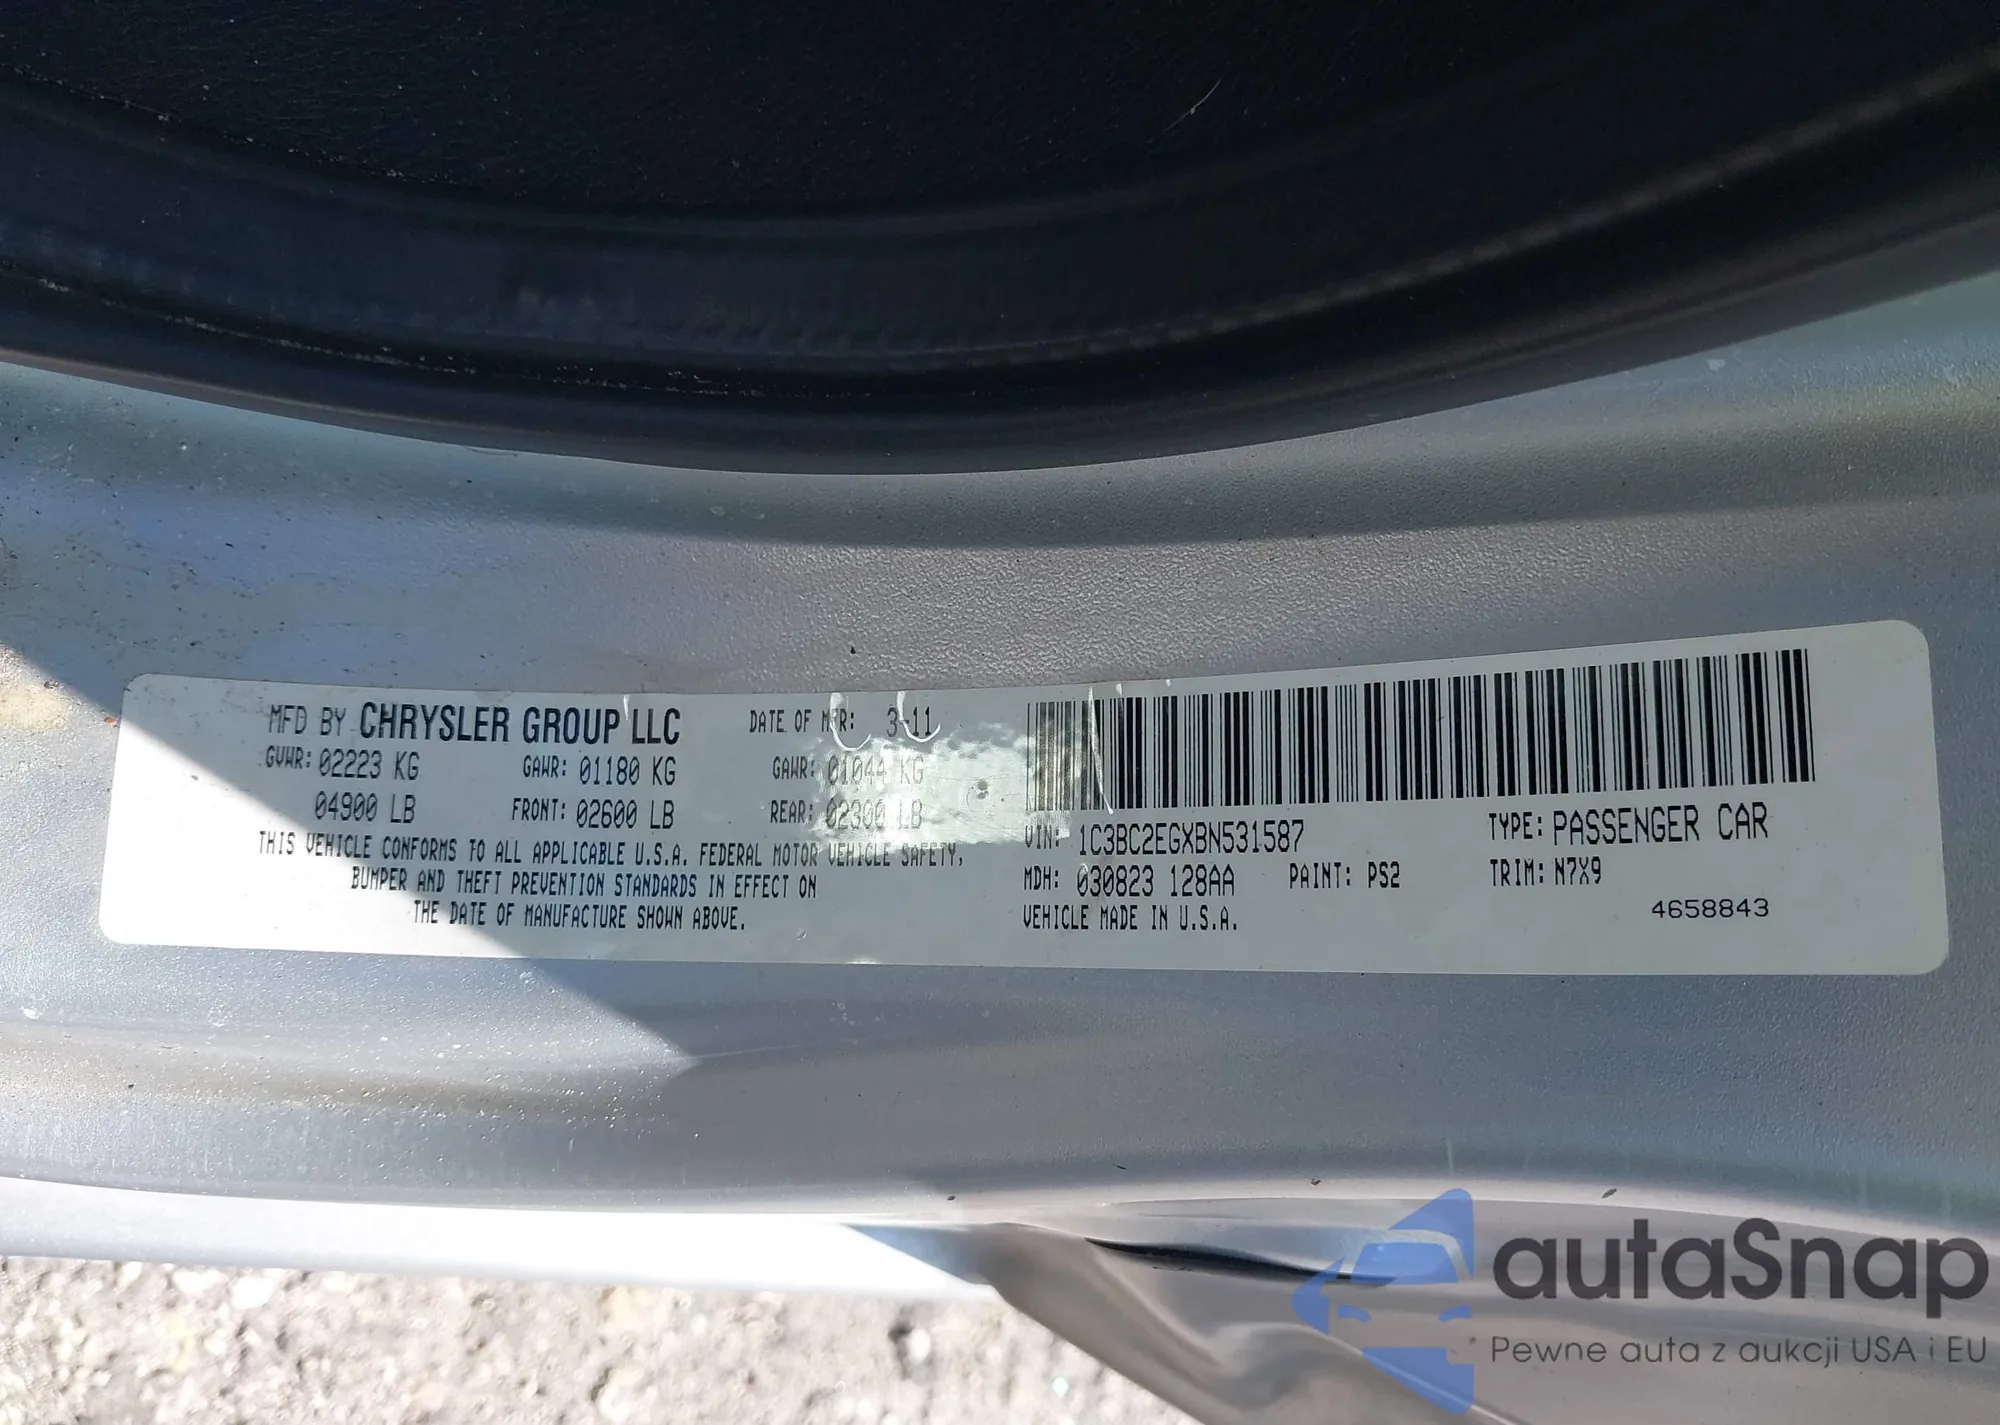 MFD BY CHRYSLER GROUP LLC DATE OF MFR: 3-11
GVWR: 02223 KG GAWR: 01180 KG GAWR: 01044 KG
04900 LB FRONT: 02600 LB REAR: 02300 LB
THIS VEHICLE CONFORMS TO ALL APPLICABLE U.S.A. FEDERAL MOTOR VEHICLE SAFETY,
BUMPER AND THEFT PREVENTION STANDARDS IN EFFECT ON
THE DATE OF MANUFACTURE SHOWN ABOVE.
VIN: 1C3BC2EGXBN531587 TYPE: PASSENGER CAR
MDH: 030823 128AA PAINT: PS2 TRIM: N7X9
VEHICLE MADE IN U.S.A. 4658843
autaSnap
Pewne auta z aukcji USA i EU